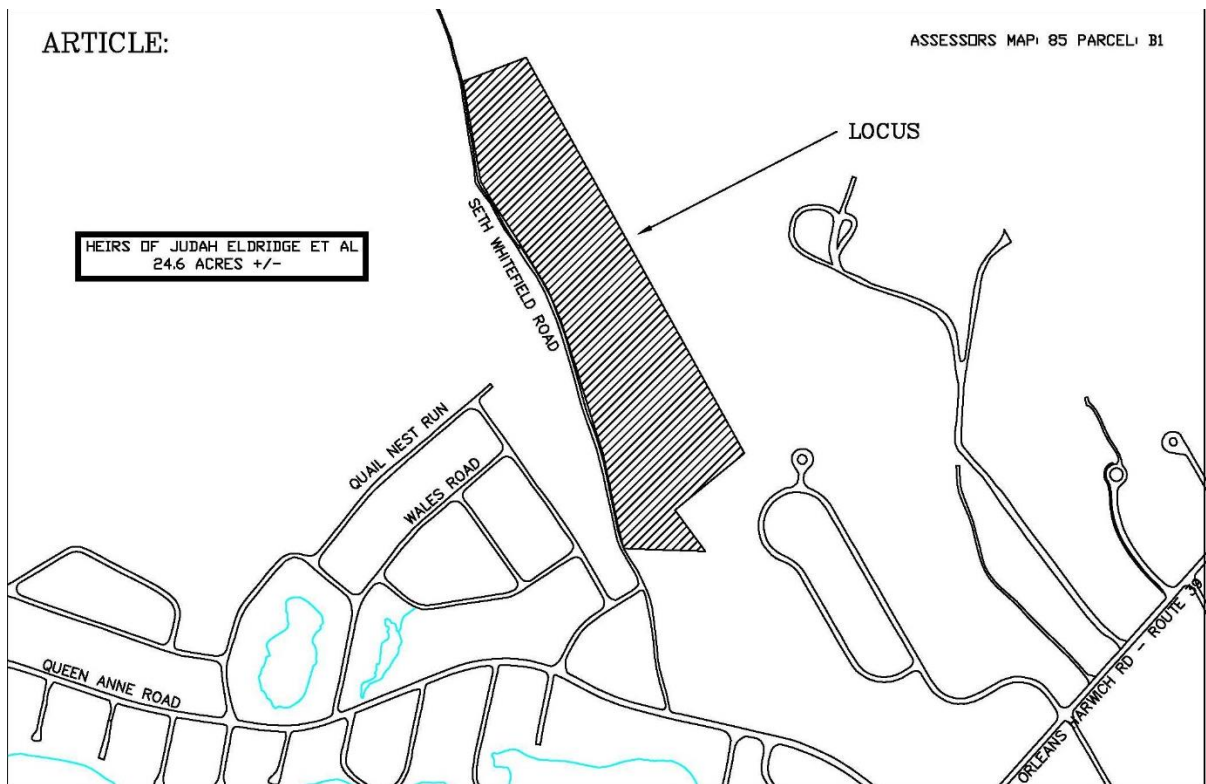 ARTICLE:
ASSESSORS MAP: 85 PARCEL: B1
LOCUS
SETH WHITEFIELD ROAD
HEIRS OF JUDAH ELDRIDGE ET AL
24.6 ACRES +/-
QUAIL NEST RUN
WALES ROAD
QUEEN ANNE ROAD
ORLEANS HARWICH RD - ROUTE 39